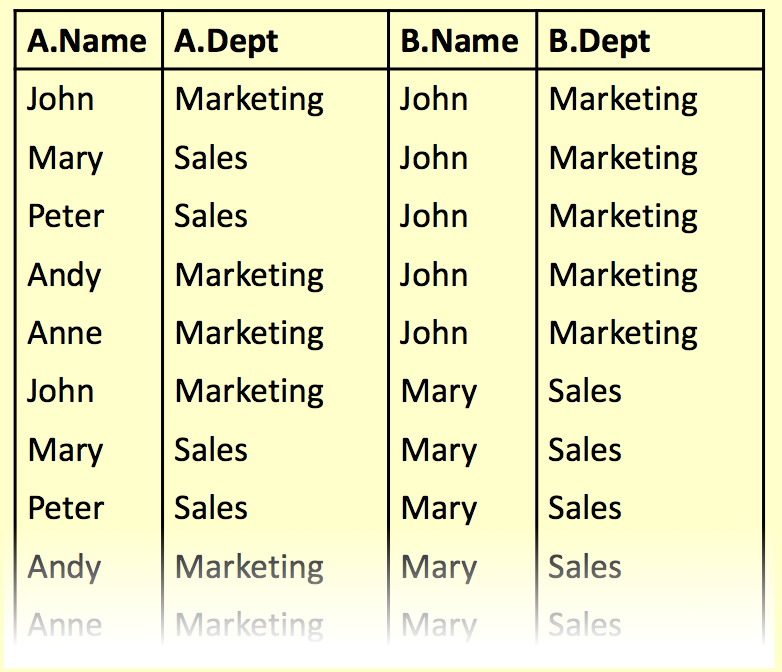 A.Name A.Dept B.Name B.Dept
John Marketing John Marketing
Mary Sales John Marketing
Peter Sales John Marketing
Andy Marketing John Marketing
Anne Marketing John Marketing
John Marketing Mary Sales
Mary Sales Mary Sales
Peter Sales Mary Sales
Andy Marketing Mary Sales
Anne Marketing Mary Sales